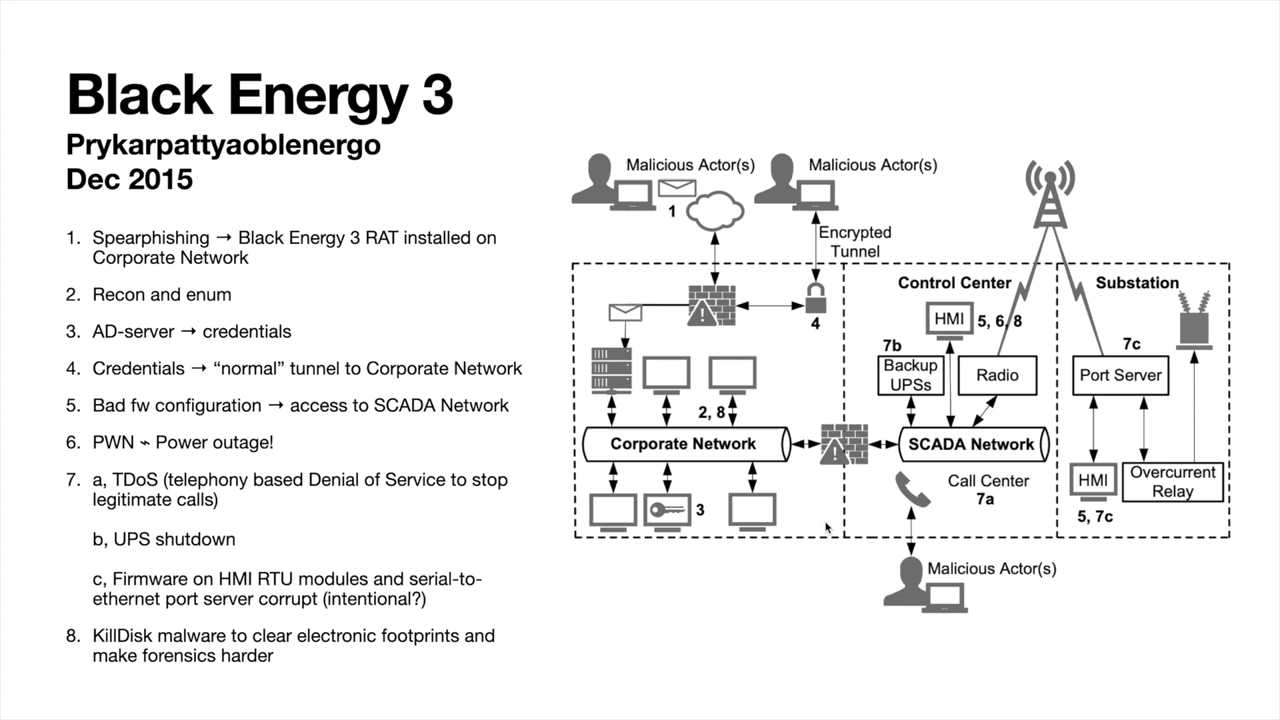 Black Energy 3
Prykarpattyaoblenergo
Dec 2015
1. Spearphishing → Black Energy 3 RAT installed on
Corporate Network
2. Recon and enum
3. AD-server → credentials
4. Credentials → “normal” tunnel to Corporate Network
5. Bad fw configuration → access to SCADA Network
6. PWN ⌁ Power outage!
7. a, TDoS (telephony based Denial of Service to stop
legitimate calls)
b, UPS shutdown
c, Firmware on HMI RTU modules and serial-to-
ethernet port server corrupt (intentional?)
8. KillDisk malware to clear electronic footprints and
make forensics harder
Malicious Actor(s)
Malicious Actor(s)
1
Encrypted
Tunnel
4
Control Center
Substation
HMI
5, 6, 8
7b
Backup
UPSs
Radio
7c
Port Server
2, 8
Corporate Network
SCADA Network
3
Call Center
7a
HMI
5, 7c
Overcurrent
Relay
Malicious Actor(s)